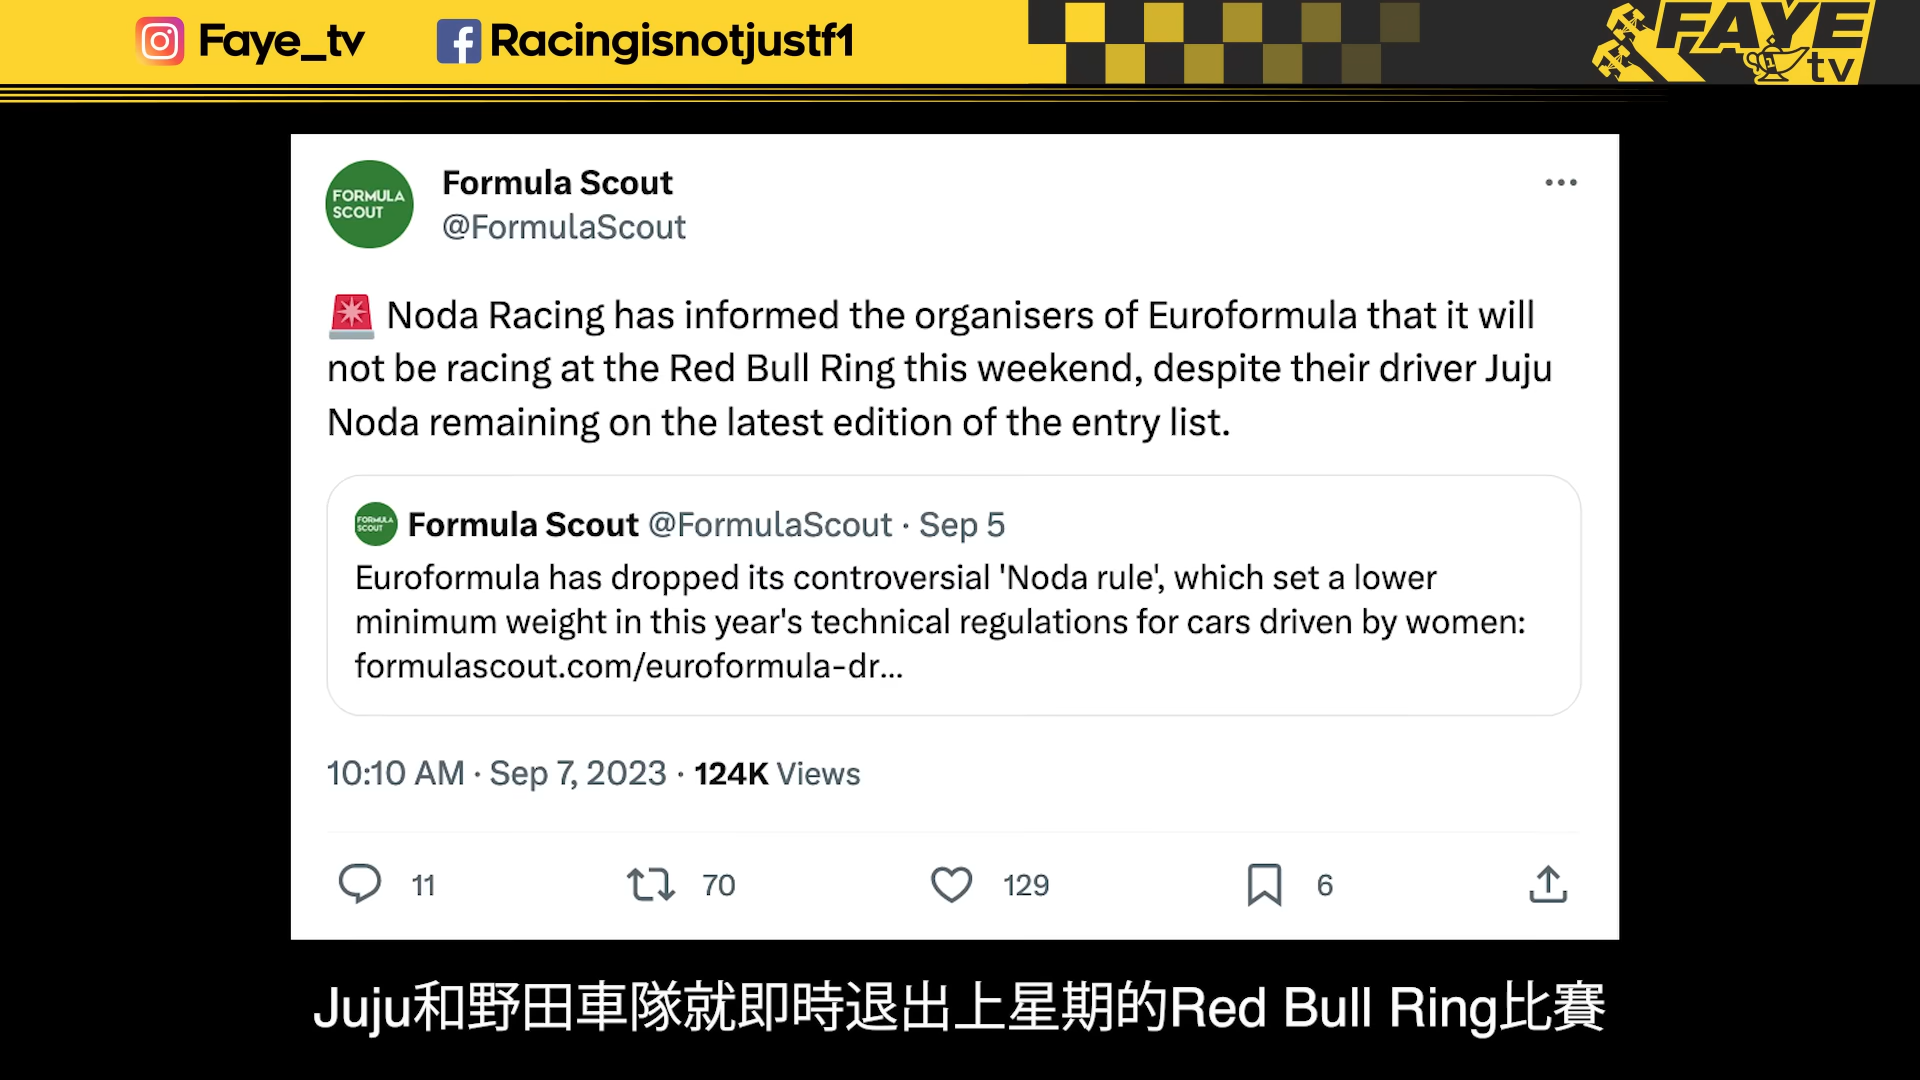 Faye_tv
Racingisnotjustf1
FAYE
tv
FORMULA
SCOUT
Formula Scout
@FormulaScout
🚨 Noda Racing has informed the organisers of Euroformula that it will
not be racing at the Red Bull Ring this weekend, despite their driver Juju
Noda remaining on the latest edition of the entry list.
FORMULA
SCOUT
Formula Scout @FormulaScout · Sep 5
Euroformula has dropped its controversial 'Noda rule', which set a lower
minimum weight in this year's technical regulations for cars driven by women:
formulascout.com/euroformula-dr...
10:10 AM · Sep 7, 2023 · 124K Views
11 70 129 6
Juju和野田車隊就即時退出上星期的Red Bull Ring比賽